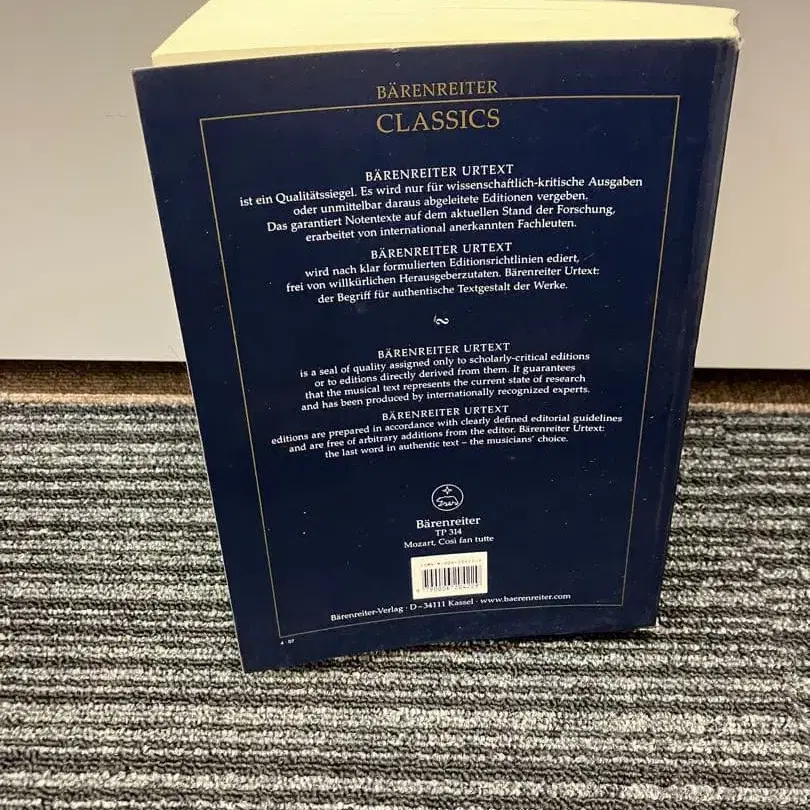 BÄRENREITER
CLASSICS
BÄRENREITER URTEXT
ist ein Qualitätssiegel. Es wird nur für wissenschaftlich-kritische Ausgaben
oder unmittelbar daraus abgeleitete Editionen vergeben.
Das garantiert Notentexte auf dem aktuellen Stand der Forschung,
erarbeitet von international anerkannten Fachleuten.
BÄRENREITER URTEXT
wird nach klar formulierten Editionsrichtlinien ediert,
frei von willkürlichen Herausgeberzutaten. Bärenreiter Urtext:
der Begriff für authentische Textgestalt der Werke.
BÄRENREITER URTEXT
is a seal of quality assigned only to scholarly-critical editions
or to editions directly derived from them. It guarantees
that the musical text represents the current state of research
and has been produced by internationally recognized experts.
BÄRENREITER URTEXT
editions are prepared in accordance with clearly defined editorial guidelines
and are free of arbitrary additions from the editor. Bärenreiter Urtext:
the last word in authentic text – the musicians' choice.
Bärenreiter
TP 314
Mozart, Così fan tutte
Bärenreiter-Verlag · D–34111 Kassel · www.baerenreiter.com